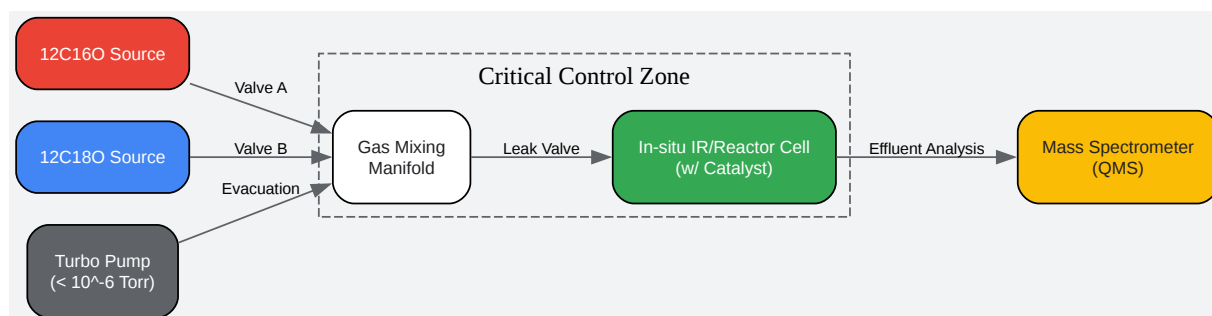 12C16O Source
Valve A
Critical Control Zone
12C18O Source
Valve B
Gas Mixing
Manifold
Leak Valve
In-situ IR/Reactor Cell
(w/ Catalyst)
Effluent Analysis
Mass Spectrometer
(QMS)
Evacuation
Turbo Pump
(< 10^-6 Torr)